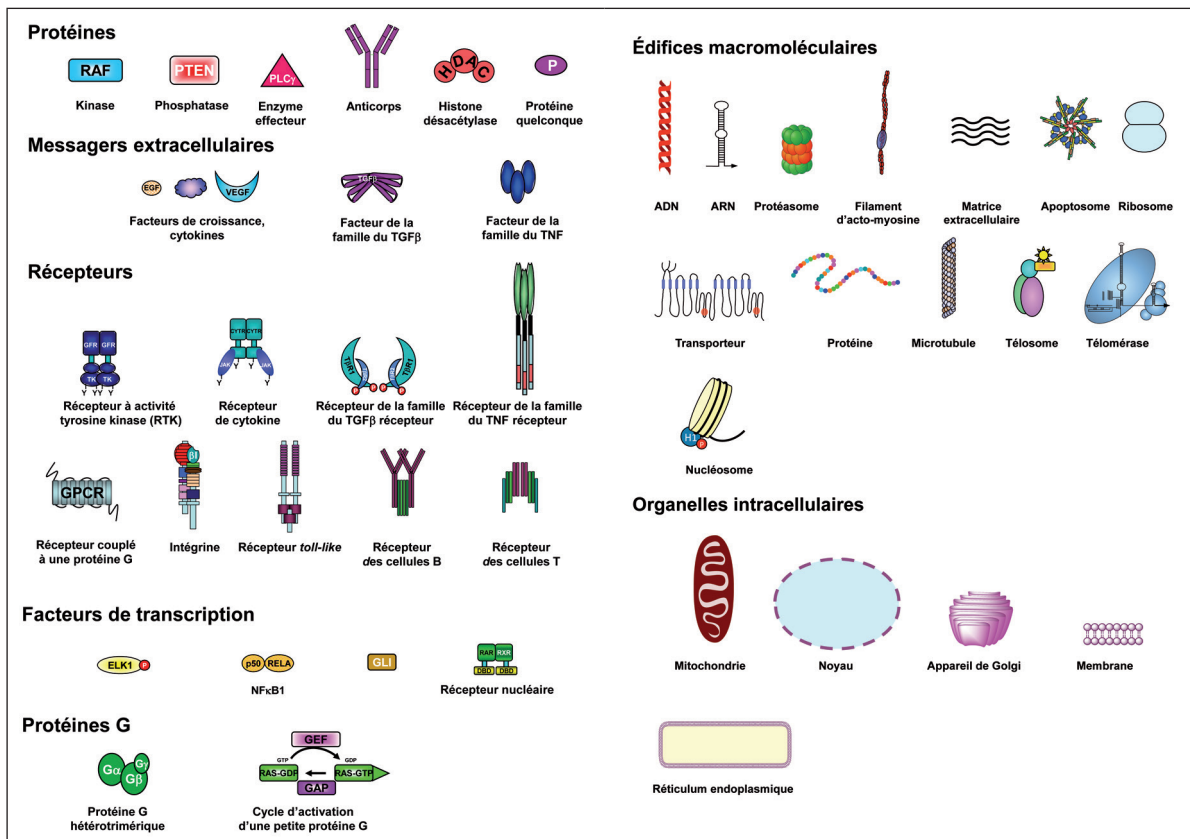 Protéines
RAF
PTEN
PLCγ
HDAC
P
Kinase
Phosphatase
Enzyme
effecteur
Anticorps
Histone
désacétylase
Protéine
quelconque
Messagers extracellulaires
EGF
VEGF
TGFβ
Facteurs de croissance,
cytokines
Facteur de la
famille du TGFβ
Facteur de la
famille du TNF
Récepteurs
GFR GFR
TK TK
Y Y Y Y
CYTR CYTR
JAK JAK
Y Y
TβR1 TβR1
P P P P
Récepteur à activité
tyrosine kinase (RTK)
Récepteur
de cytokine
Récepteur de la famille
du TGFβ récepteur
Récepteur de la famille
du TNF récepteur
GPCR
β1
Récepteur couplé
à une protéine G
Intégrine
Récepteur toll-like
Récepteur
des cellules B
Récepteur
des cellules T
Facteurs de transcription
ELK1 P
p50 RELA
GLI
RAR RXR
DBD DBD
NFκB1
Récepteur nucléaire
Protéines G
Gα Gβ Gγ
GEF
GTP GDP
RAS-GDP RAS-GTP
GAP
Protéine G
hétérotrimérique
Cycle d’activation
d’une petite protéine G
Édifices macromoléculaires
ADN
ARN
Protéasome
Filament
d’acto-myosine
Matrice
extracellulaire
Apoptosome
Ribosome
Transporteur
Protéine
Microtubule
Télosome
Télomérase
H1
P
Nucléosome
Organelles intracellulaires
Mitochondrie
Noyau
Appareil de Golgi
Membrane
Réticulum endoplasmique